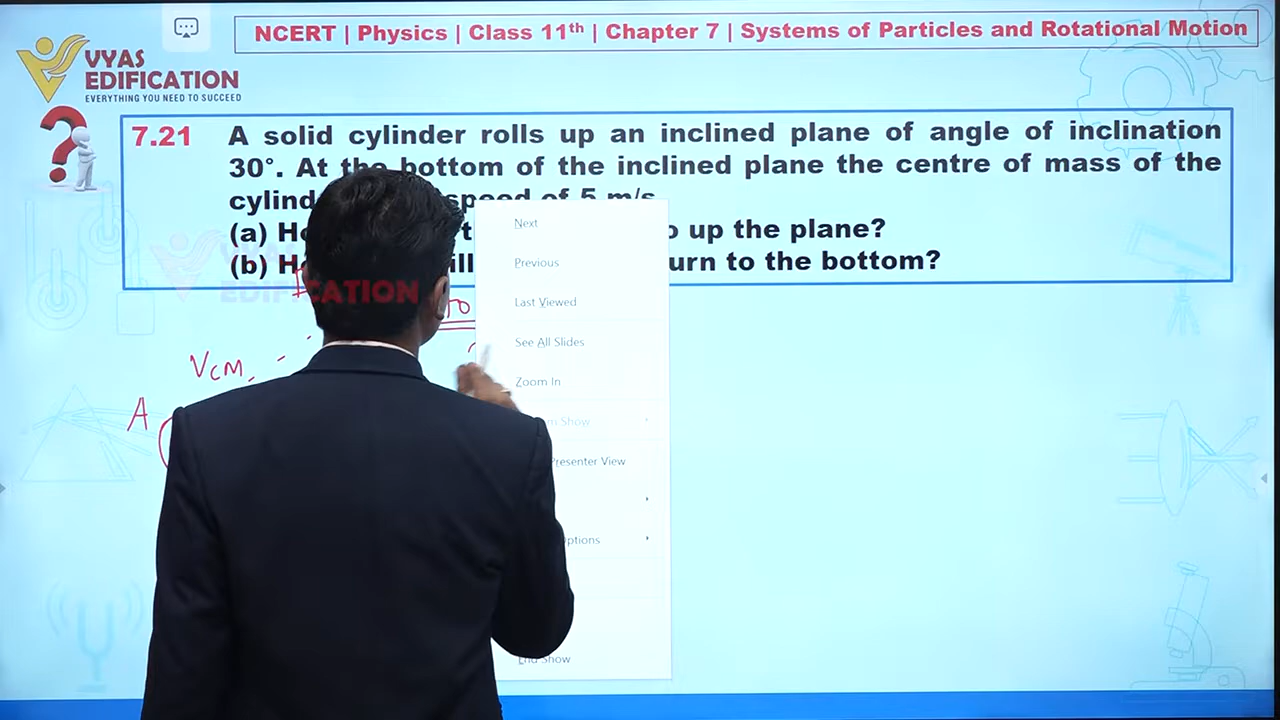 NCERT | Physics | Class 11th | Chapter 7 | Systems of Particles and Rotational Motion
VYAS
EDIFICATION
EVERYTHING YOU NEED TO SUCCEED
7.21 A solid cylinder rolls up an inclined plane of angle of inclination
30°. At the bottom of the inclined plane the centre of mass of the
speed of 5 m/s
(a) up the plane?
(b) to the bottom?
EDIFICATION
VCM
A
Next
Previous
Last Viewed
See All Slides
Zoom In
Show
Presenter View
End Show